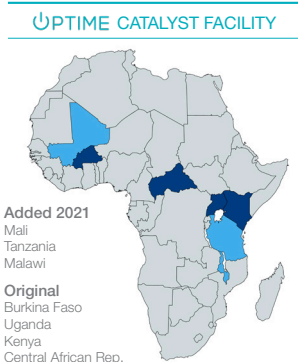 UPTIME CATALYST FACILITY
Added 2021
Mali
Tanzania
Malawi
Original
Burkina Faso
Uganda
Kenya
Central African Rep.